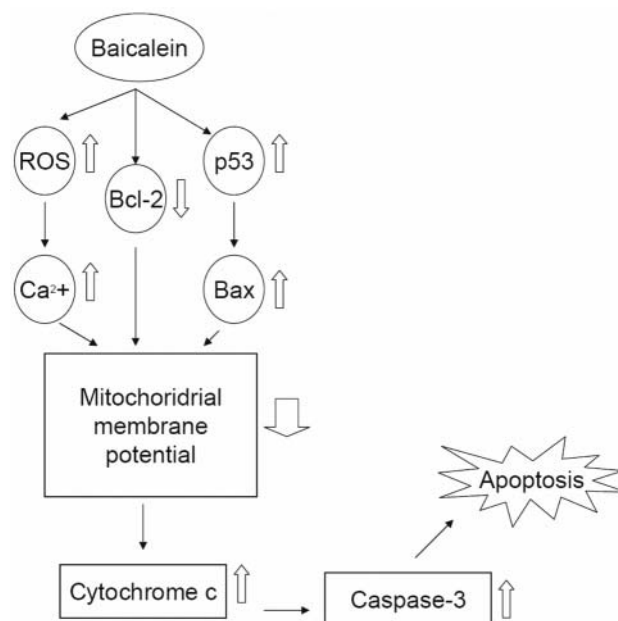 Baicalein
ROS
p53
Bcl-2
Ca2+
Bax
Mitochoridrial
membrane
potential
Apoptosis
Cytochrome c
Caspase-3